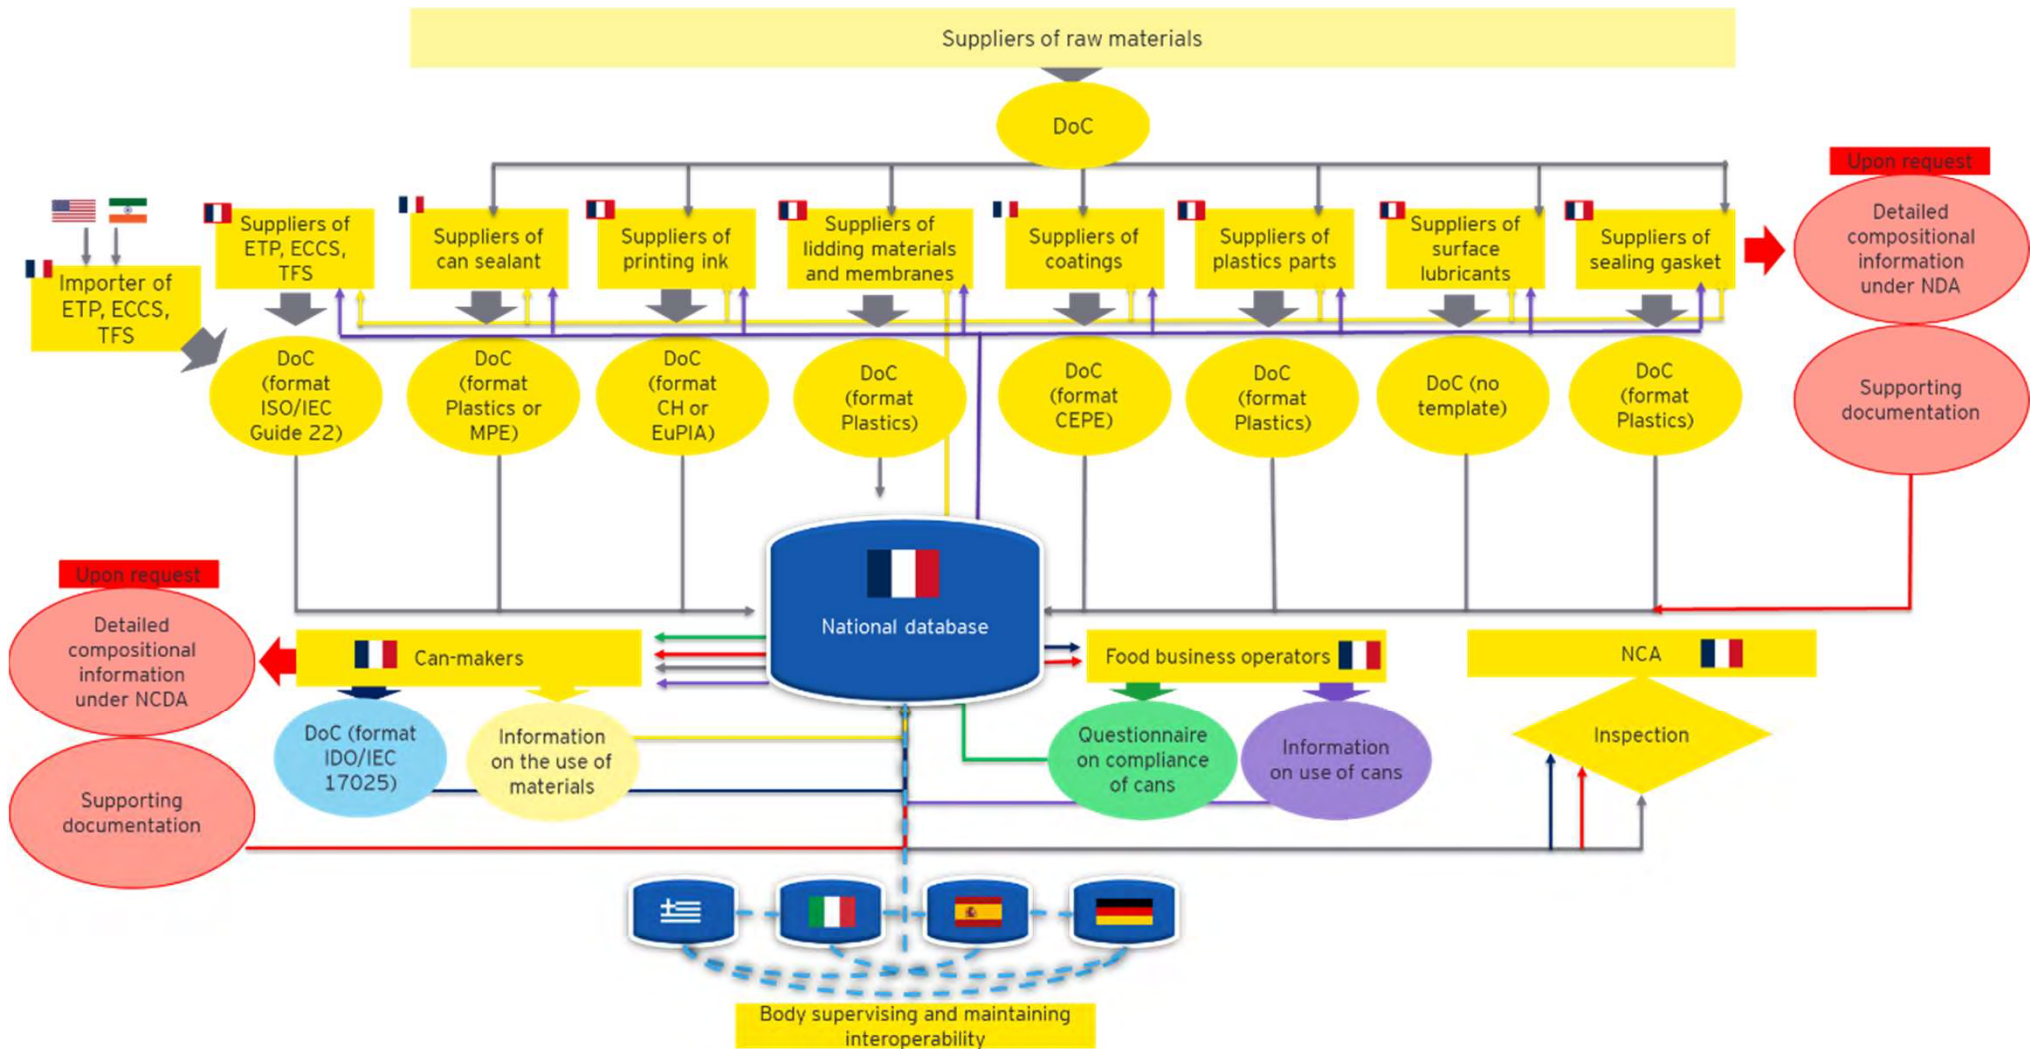 Suppliers of raw materials
DoC
Upon request
Detailed
compositional
information
under NDA
Supporting
documentation
Importer of
ETP, ECCS,
TFS
Suppliers of
ETP, ECCS,
TFS
Suppliers of
can sealant
Suppliers of
printing ink
Suppliers of
lidding materials
and membranes
Suppliers of
coatings
Suppliers of
plastics parts
Suppliers of
surface
lubricants
Suppliers of
sealing gasket
DoC
(format
ISO/IEC
Guide 22)
DoC
(format
Plastics or
MPE)
DoC
(format
CH or
EuPIA)
DoC
(format
Plastics)
DoC
(format
CEPE)
DoC
(format
Plastics)
DoC (no
template)
DoC
(format
Plastics)
National database
Upon request
Detailed
compositional
information
under NCDA
Supporting
documentation
Can-makers
DoC (format
IDO/IEC
17025)
Information
on the use of
materials
Food business operators
Questionnaire
on compliance
of cans
Information
on use of cans
NCA
Inspection
Body supervising and maintaining
interoperability